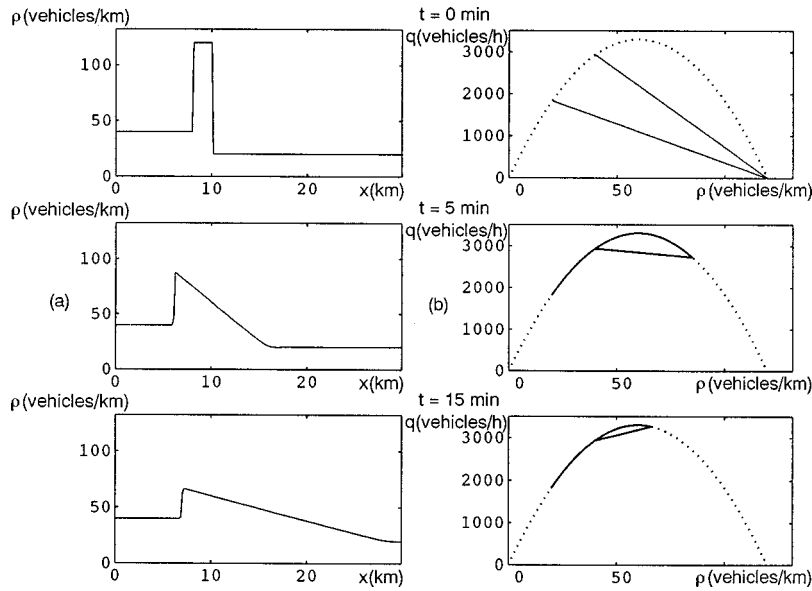 ρ(vehicles/km)
100
50
0
0
10
20
x(km)
t = 0 min
q(vehicles/h)
3000
2000
1000
0
0
50
ρ(vehicles/km)
ρ(vehicles/km)
100
(a)
50
0
0
10
20
x(km)
t = 5 min
q(vehicles/h)
3000
2000
(b)
1000
0
0
50
ρ(vehicles/km)
ρ(vehicles/km)
100
50
0
0
10
20
x(km)
t = 15 min
q(vehicles/h)
3000
2000
1000
0
0
50
ρ(vehicles/km)